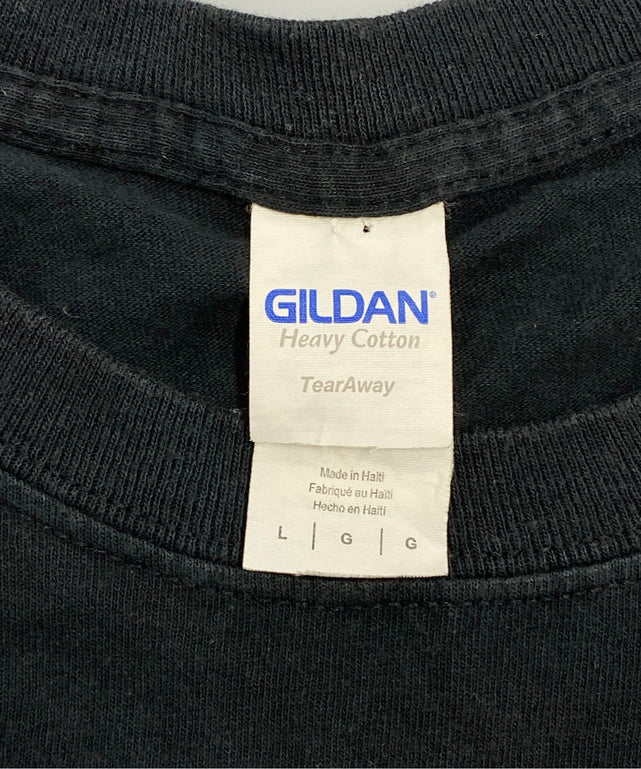 GILDAN®
Heavy Cotton
TearAway
Made in Haiti
Fabriqué au Haïti
Hecho en Haití
L | G | G